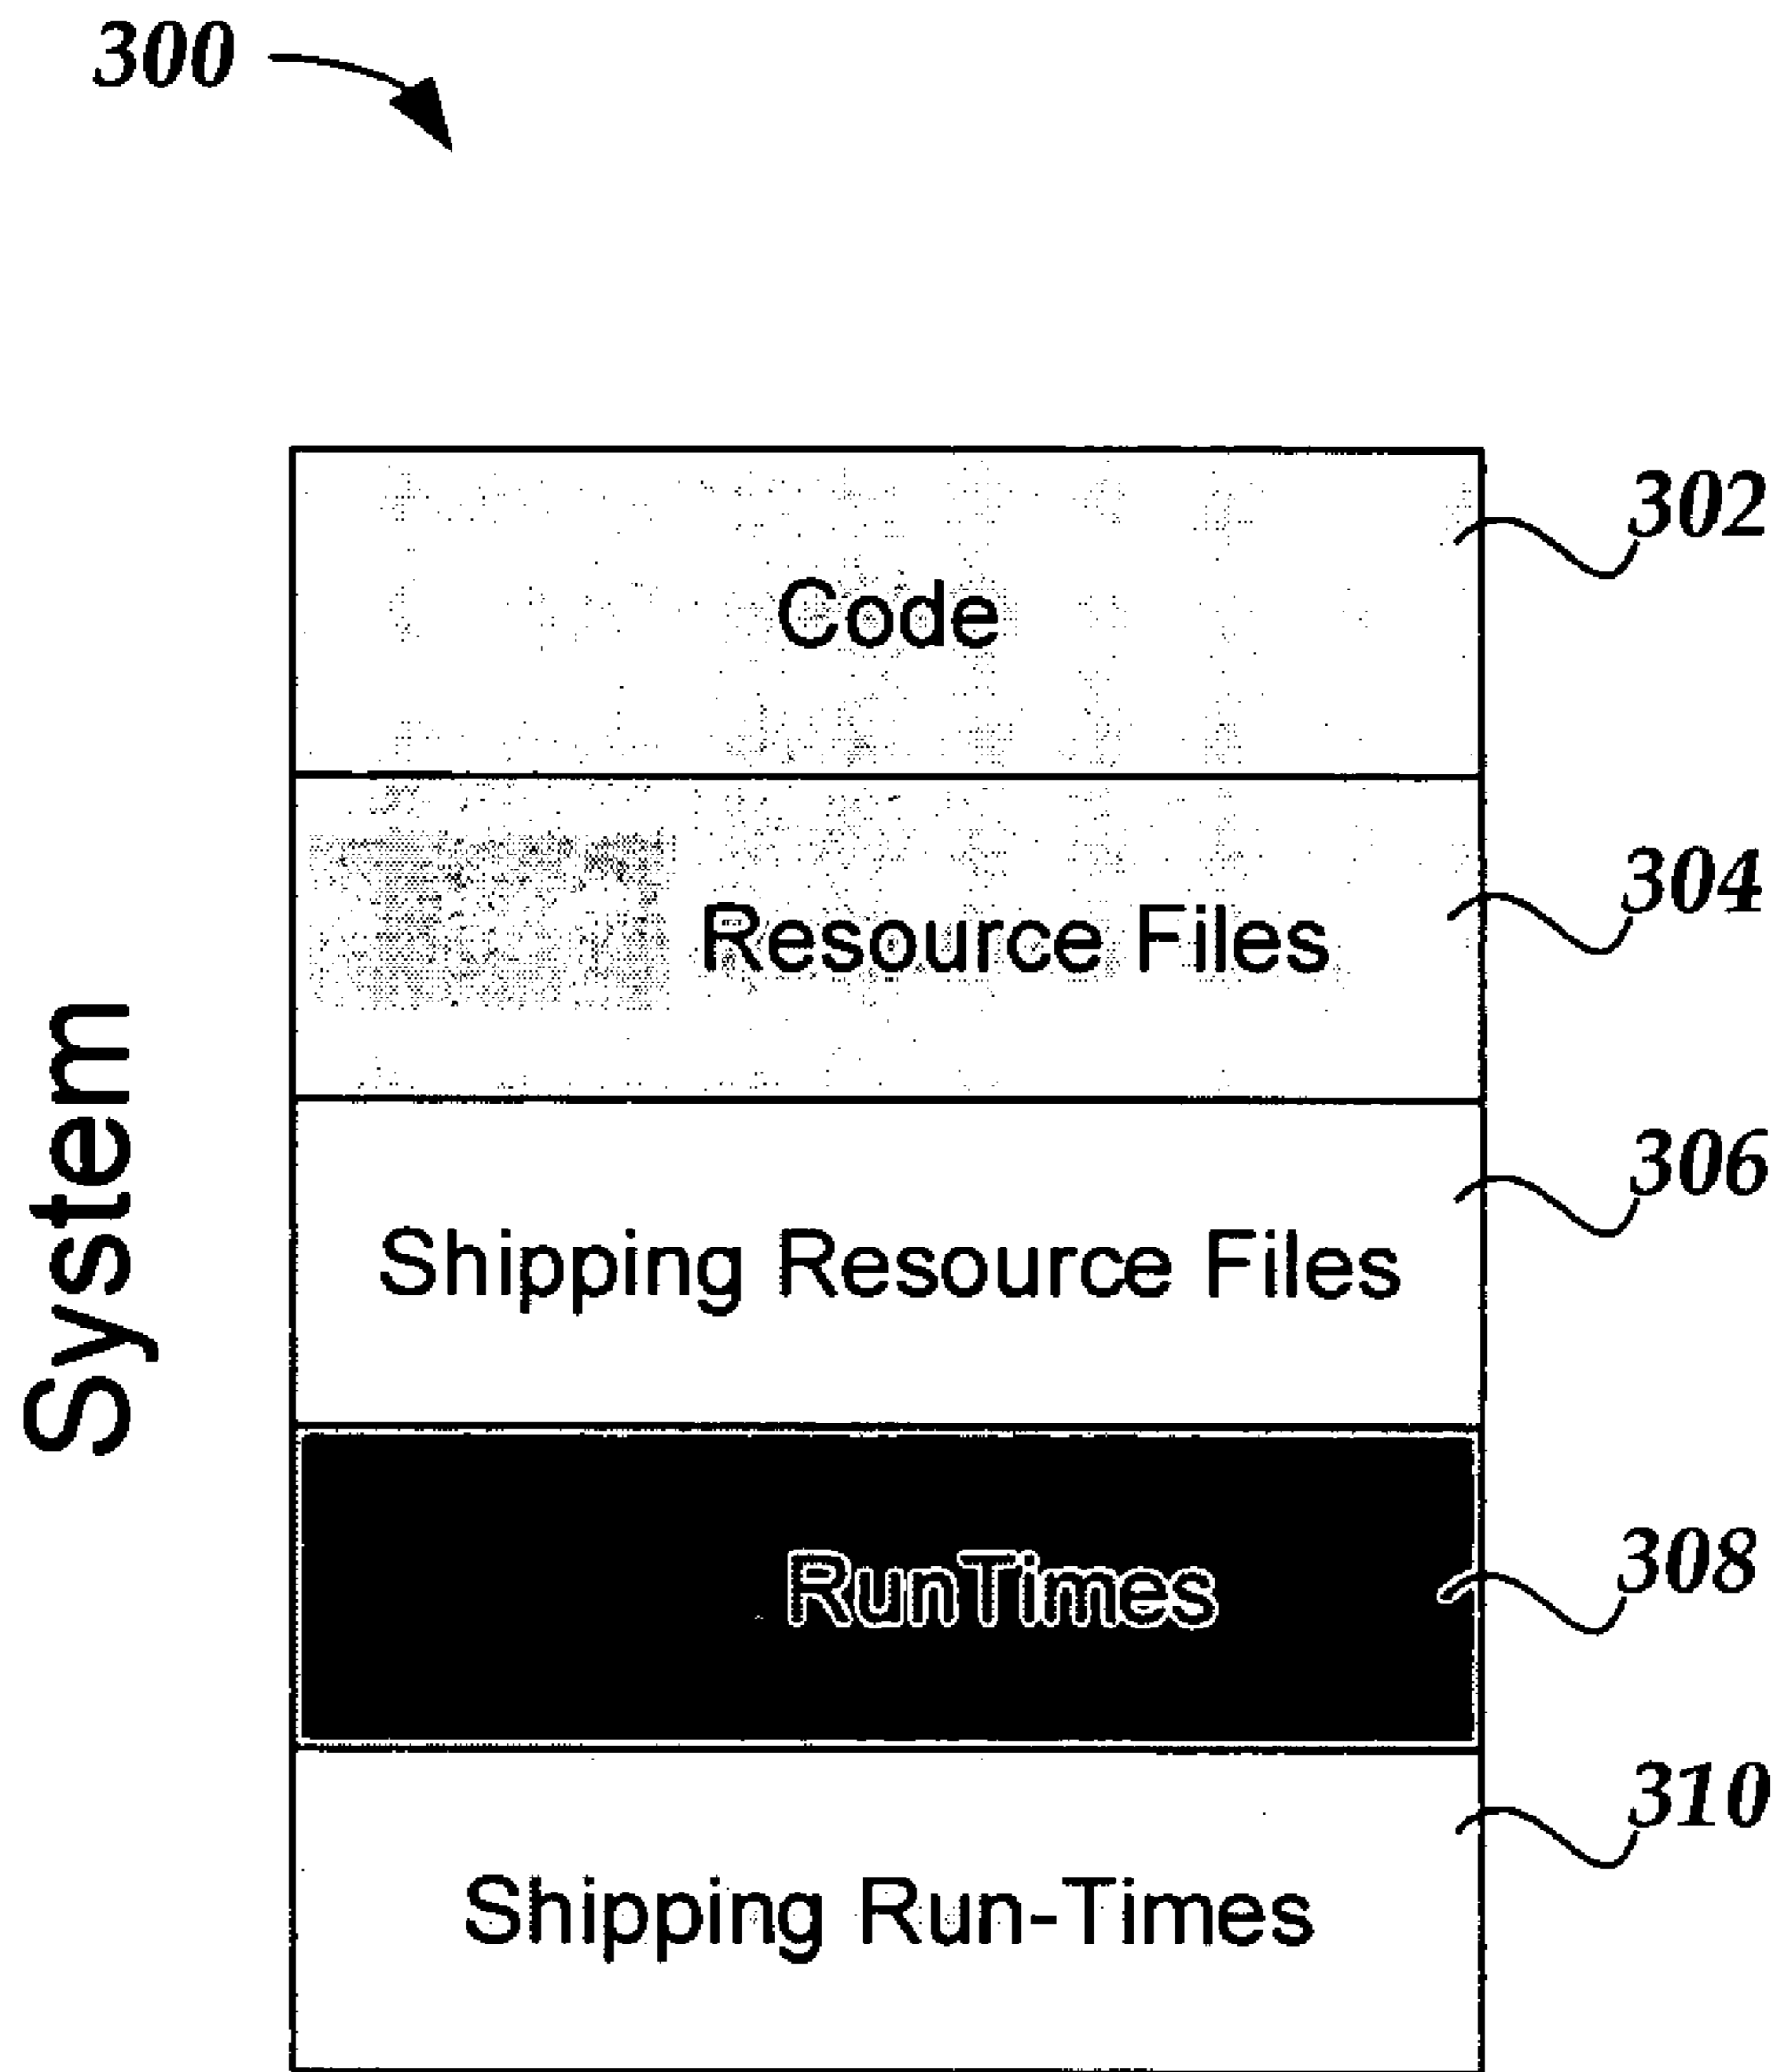 300
302
Code
304
Resource Files
306
Shipping Resource Files
System
308
RunTimes
310
Shipping Run-Times